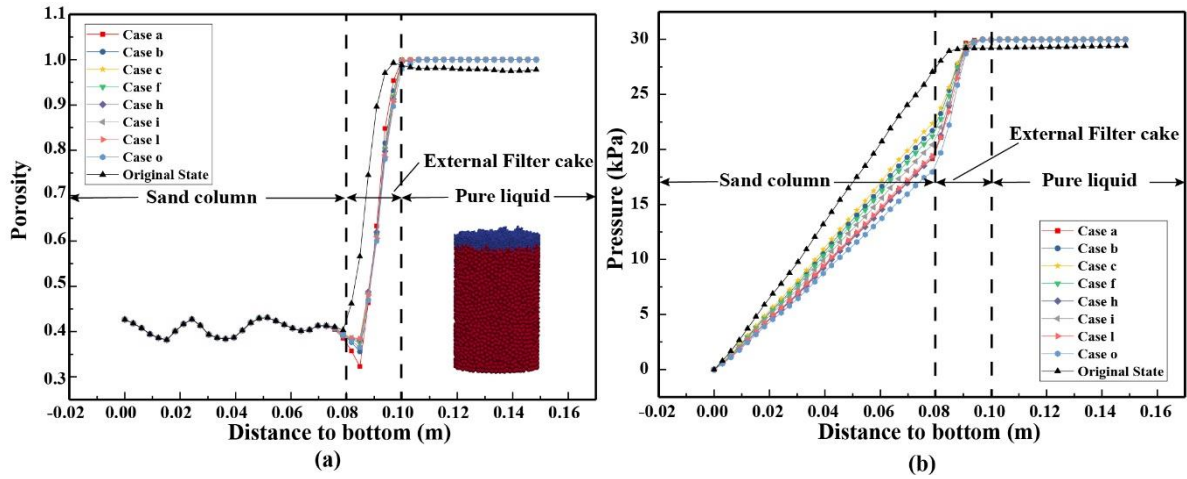 1.1
1.0
0.9
0.8
0.7
0.6
0.5
0.4
0.3
Porosity
Case a
Case b
Case c
Case f
Case h
Case i
Case l
Case o
Original State
External Filter cake
Sand column
Pure liquid
-0.02 0.00 0.02 0.04 0.06 0.08 0.10 0.12 0.14 0.16
Distance to bottom (m)
(a)
30
25
20
15
10
5
0
Pressure (kPa)
External Filter cake
Sand column
Pure liquid
Case a
Case b
Case c
Case f
Case h
Case i
Case l
Case o
Original State
-0.02 0.00 0.02 0.04 0.06 0.08 0.10 0.12 0.14 0.16
Distance to bottom (m)
(b)